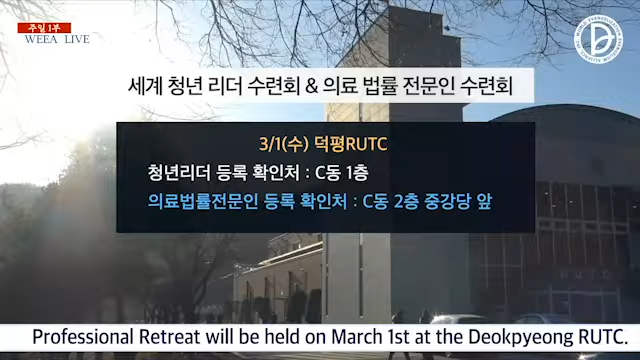 주일1부
WEEA LIVE
세계 청년 리더 수련회 & 의료 법률 전문인 수련회
3/1(수) 덕평RUTC
청년리더 등록 확인처 : C동 1층
의료법률전문인 등록 확인처 : C동 2층 중강당 앞
Professional Retreat will be held on March 1st at the Deokpyeong RUTC.